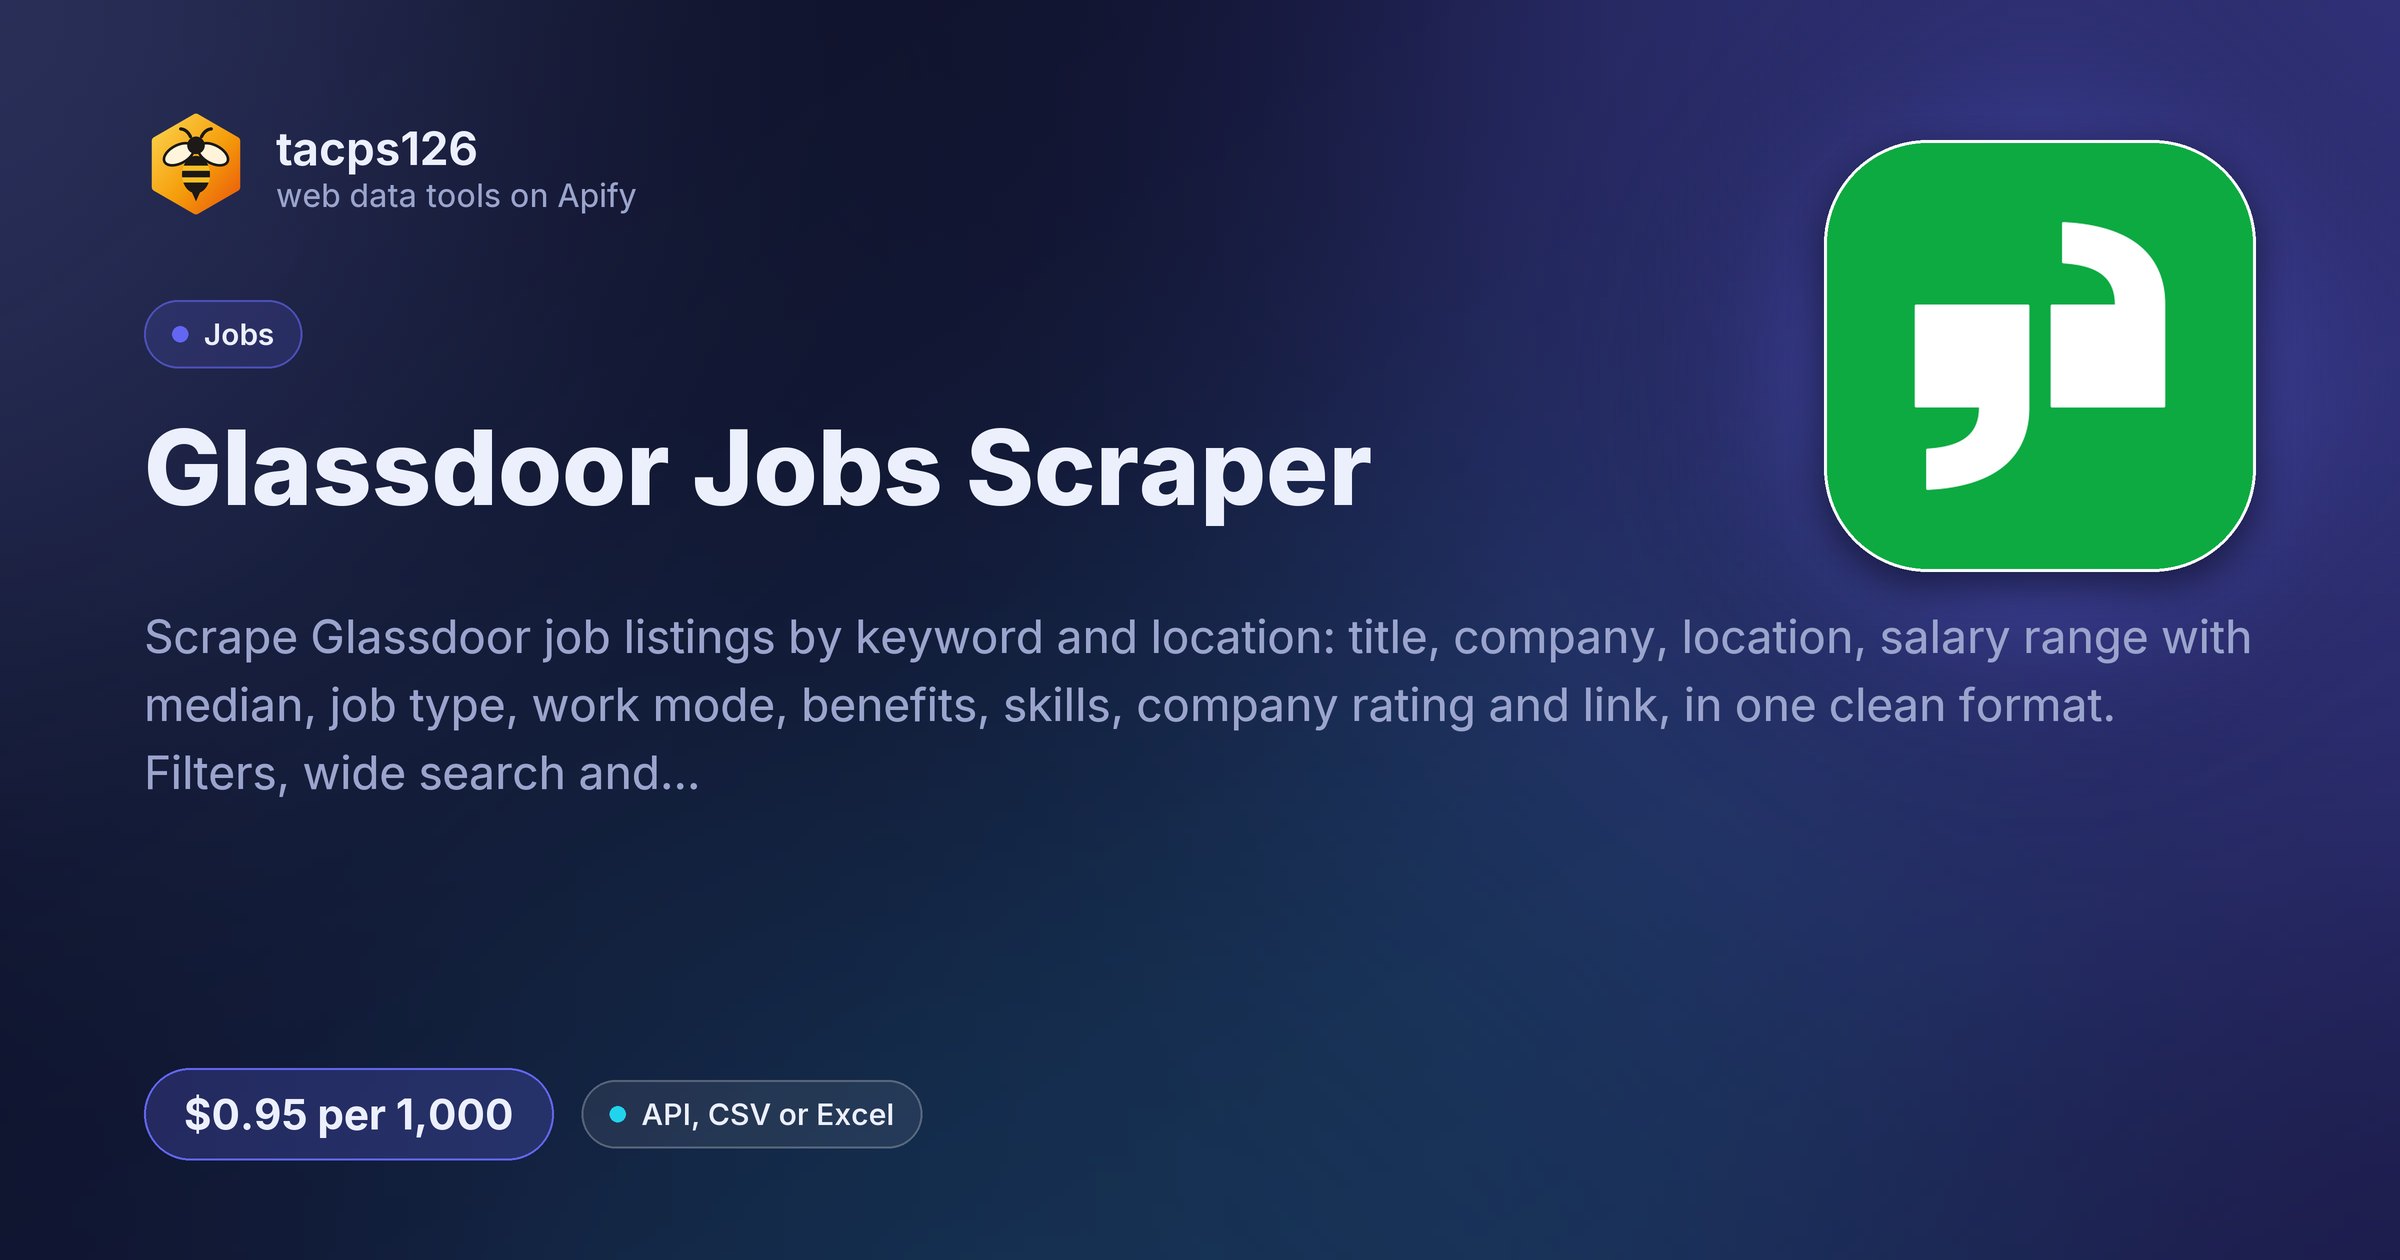 tacps126
web data tools on Apify
Jobs
Glassdoor Jobs Scraper
Scrape Glassdoor job listings by keyword and location: title, company, location, salary range with
median, job type, work mode, benefits, skills, company rating and link, in one clean format.
Filters, wide search and...
$0.95 per 1,000
API, CSV or Excel